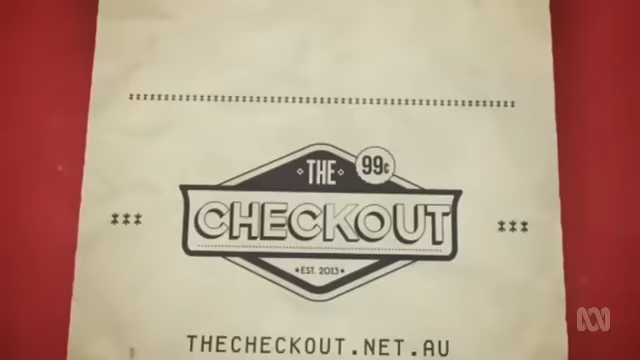 THE
99¢
CHECKOUT
EST. 2013
THECHECKOUT.NET.AU